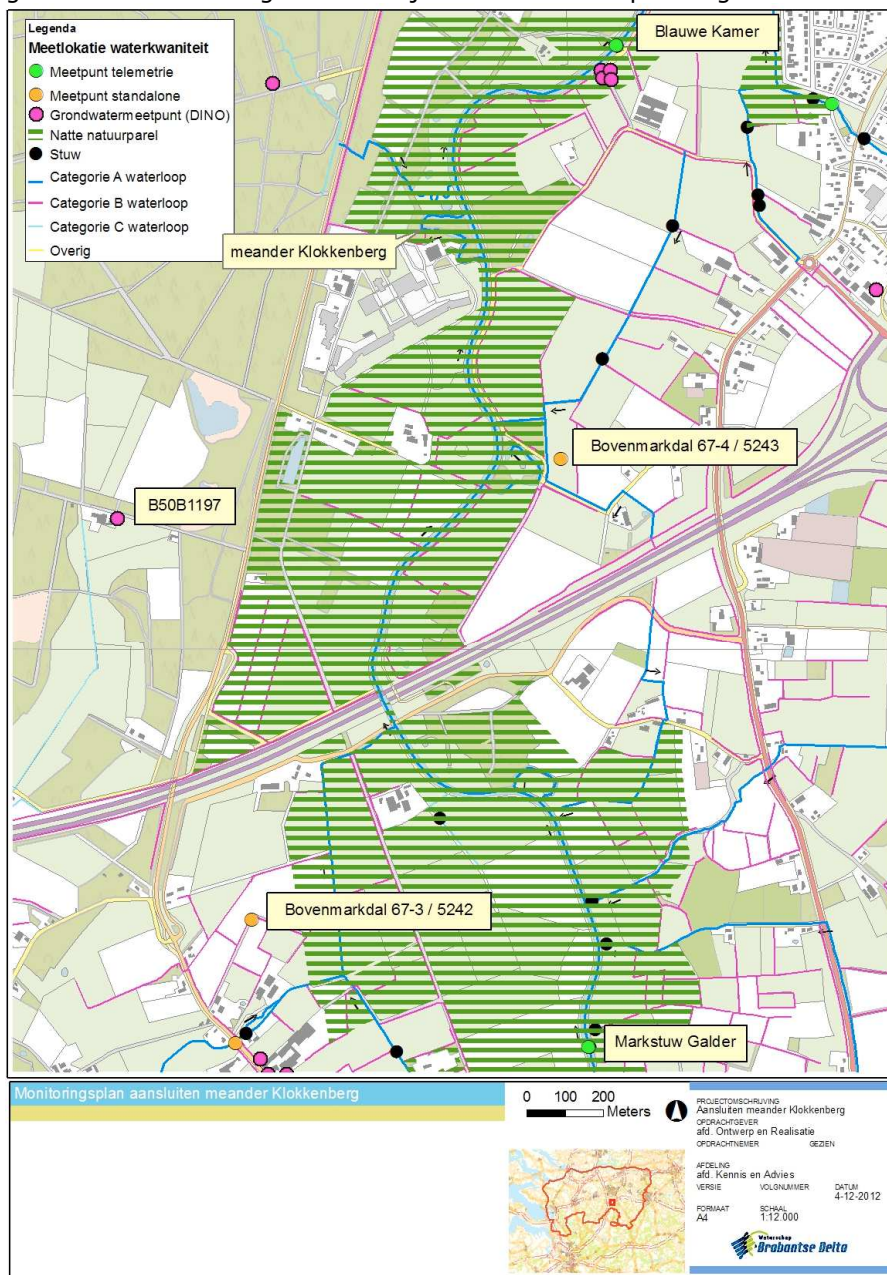 Legenda
Meetlokatie waterkwaniteit
Meetpunt telemetrie
Meetpunt standalone
Grondwatermeetpunt (DINO)
Natte natuurparel
Stuw
Categorie A waterloop
Categorie B waterloop
Categorie C waterloop
Overig
Blauwe Kamer
meander Klokkenberg
Bovenmarkdal 67-4 / 5243
B50B1197
Bovenmarkdal 67-3 / 5242
Markstuw Galder
Monitoringsplan aansluiten meander Klokkenberg
0 100 200
Meters
PROJECTOMSCHRIJVING
Aansluiten meander Klokkenberg
OPDRACHTGEVER
afd. Ontwerp en Realisatie
OPDRACHTNEMER GEZIEN
AFDELING
afd. Kennis en Advies
VERSIE VOLGNUMMER DATUM
4-12-2012
FORMAAT SCHAAL
A4 1:12.000
Waterschap
Brabantse Delta